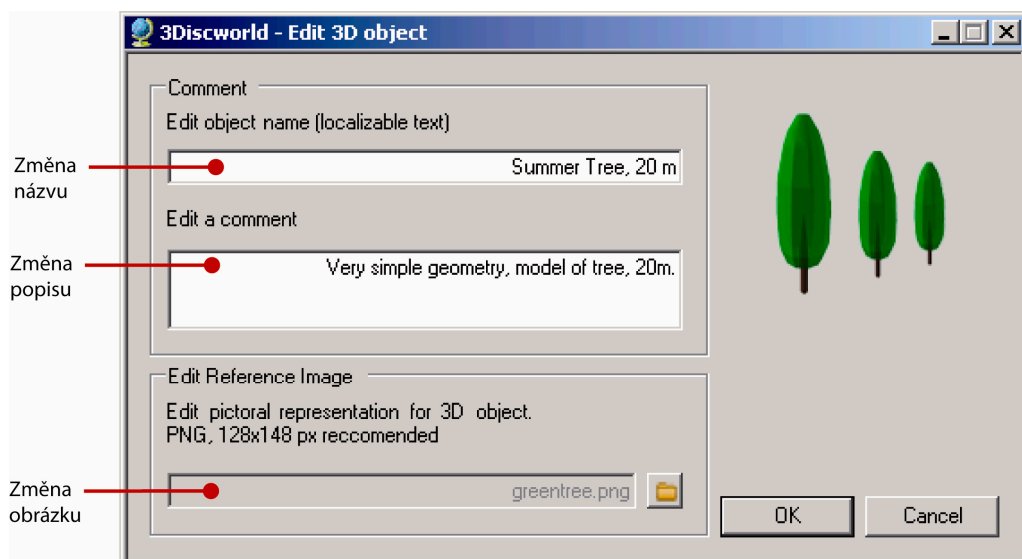 3Discworld - Edit 3D object
Comment
Edit object name (localizable text)
Změna
názvu
Summer Tree, 20 m
Edit a comment
Změna
popisu
Very simple geometry, model of tree, 20m.
Edit Reference Image
Edit pictoral representation for 3D object.
PNG, 128x148 px reccomended
Změna
obrázku
greentree.png
OK
Cancel